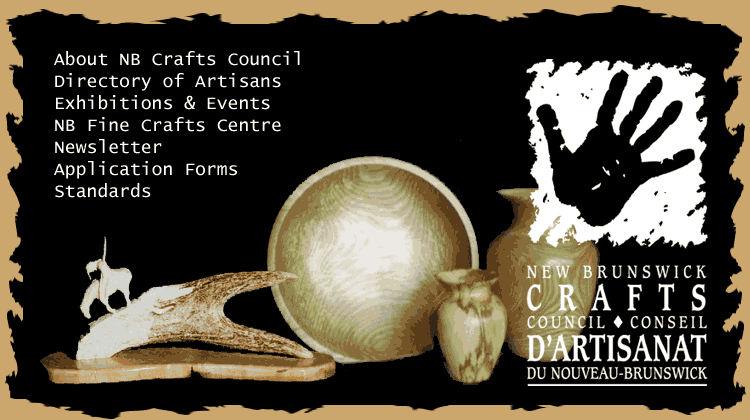 About NB Crafts Council
Directory of Artisans
Exhibitions & Events
NB Fine Crafts Centre
Newsletter
Application Forms
Standards
NEW BRUNSWICK
CRAFTS
COUNCIL ♦ CONSEIL
D'ARTISANAT
DU NOUVEAU-BRUNSWICK